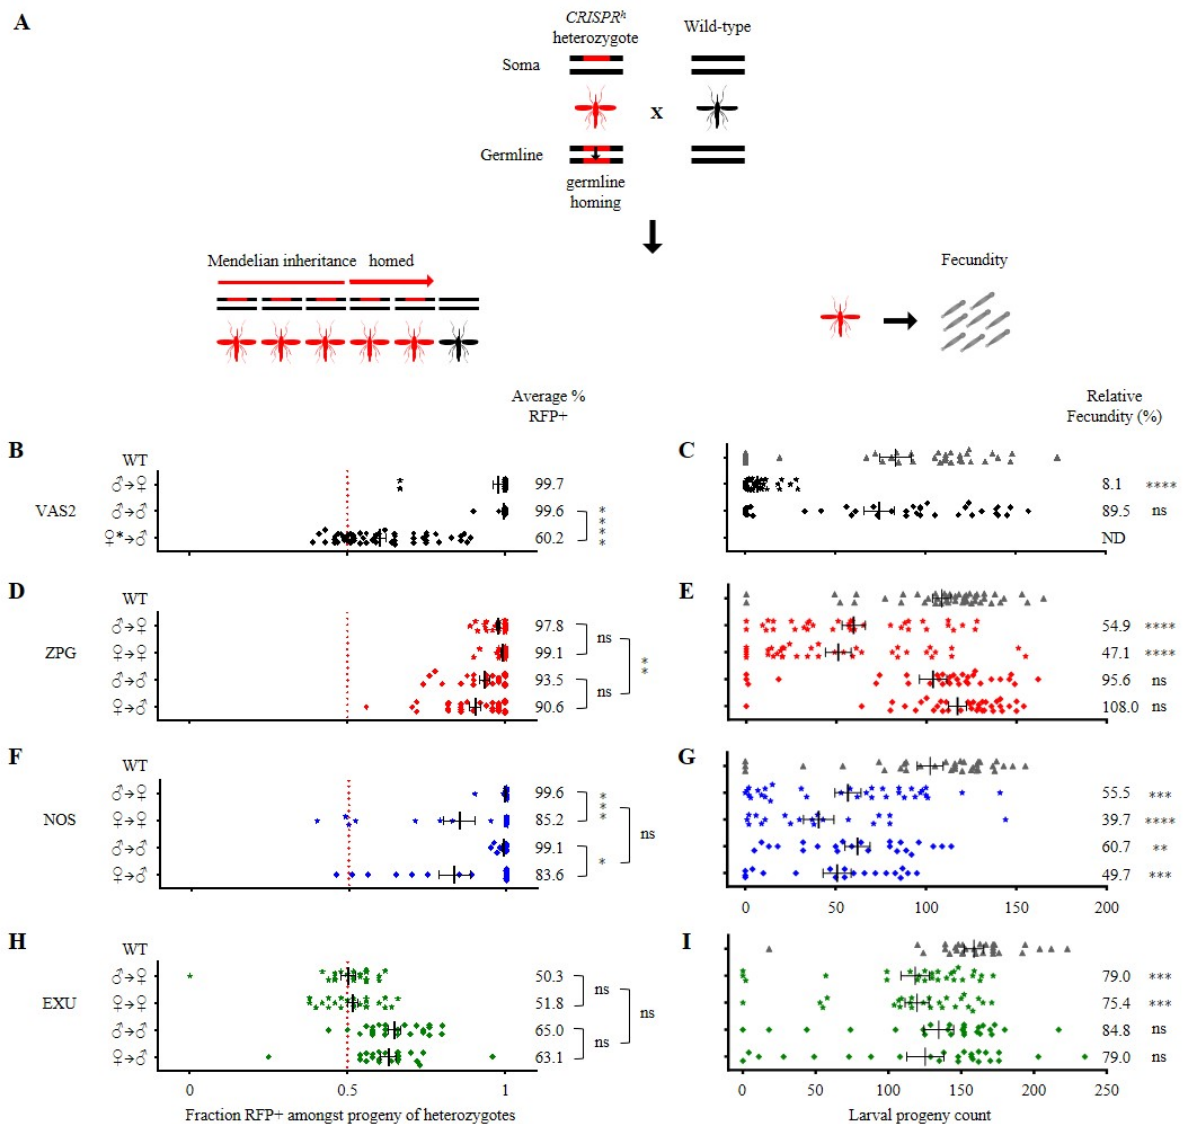 A
CRISPRʰ
heterozygote
Wild-type
Soma
X
Germline
germline
homing
Mendelian inheritance homed
Fecundity
Average %
RFP+
Relative
Fecundity (%)
B
WT
♂→♀ 99.7
VAS2
♂→♂ 99.6
♀*→♂ 60.2
* * * *
C
8.1 ****
89.5 ns
ND
D
WT
♂→♀ 97.8
ZPG
♀→♀ 99.1
♂→♂ 93.5
♀→♂ 90.6
ns
ns
* *
E
54.9 ****
47.1 ****
95.6 ns
108.0 ns
F
WT
♂→♀ 99.6
NOS
♀→♀ 85.2
♂→♂ 99.1
♀→♂ 83.6
* * *
*
ns
G
55.5 ***
39.7 ****
60.7 **
49.7 ***
0 50 100 150 200
H
WT
♂→♀ 50.3
EXU
♀→♀ 51.8
♂→♂ 65.0
♀→♂ 63.1
ns
ns
ns
0 0.5 1
Fraction RFP+ amongst progeny of heterozygotes
I
79.0 ***
75.4 ***
84.8 ns
79.0 ns
0 50 100 150 200 250
Larval progeny count